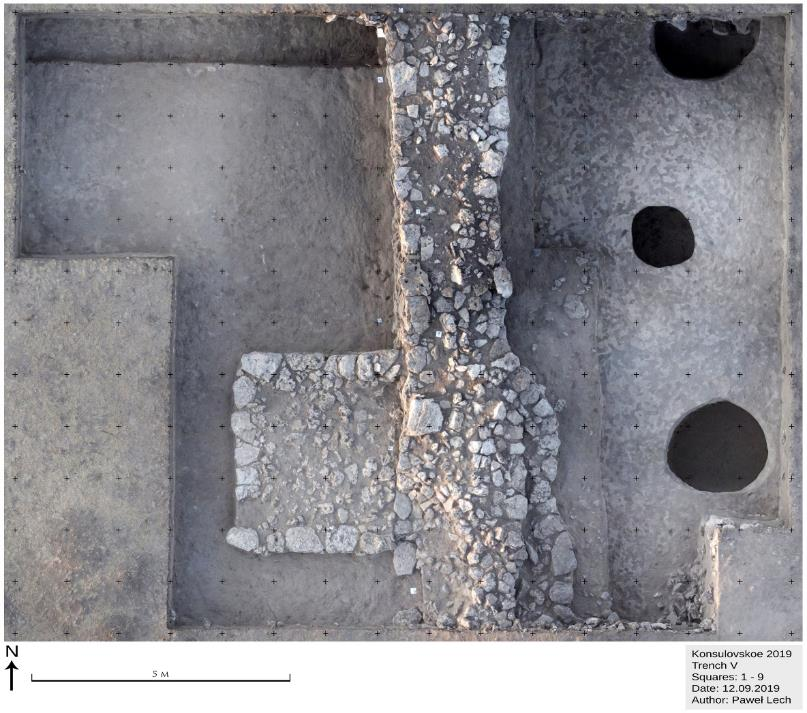 N
5 м
Konsulovskoe 2019
Trench V
Squares: 1 - 9
Date: 12.09.2019
Author: Paweł Lech